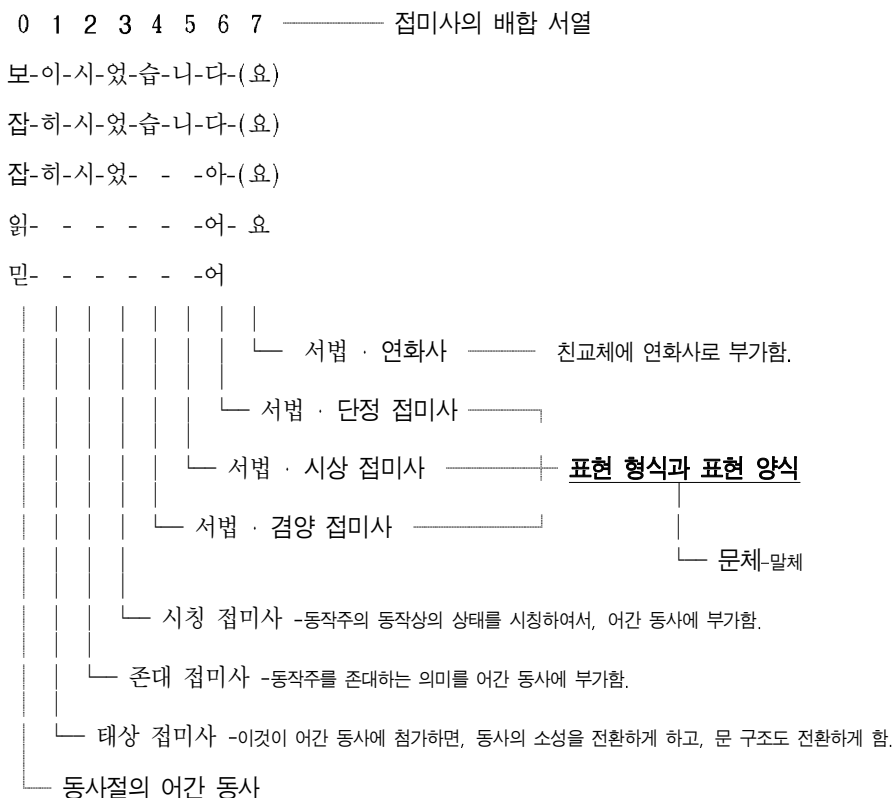 0 1 2 3 4 5 6 7 접미사의 배합 서열
보-이-시-었-습-니-다-(요)
잡-히-시-었-습-니-다-(요)
잡-히-시-었- - -아-(요)
읽- - - - - -어- 요
믿- - - - - -어
서법 · 연화사 친교체에 연화사로 부가함.
서법 · 단정 접미사
서법 · 시상 접미사 표현 형식과 표현 양식
서법 · 겸양 접미사
문체-말체
시칭 접미사 -동작주의 동작상의 상태를 시칭하여서, 어간 동사에 부가함.
존대 접미사 -동작주를 존대하는 의미를 어간 동사에 부가함.
태상 접미사 -이것이 어간 동사에 첨가하면, 동사의 소성을 전환하게 하고, 문 구조도 전환하게 함.
동사절의 어간 동사